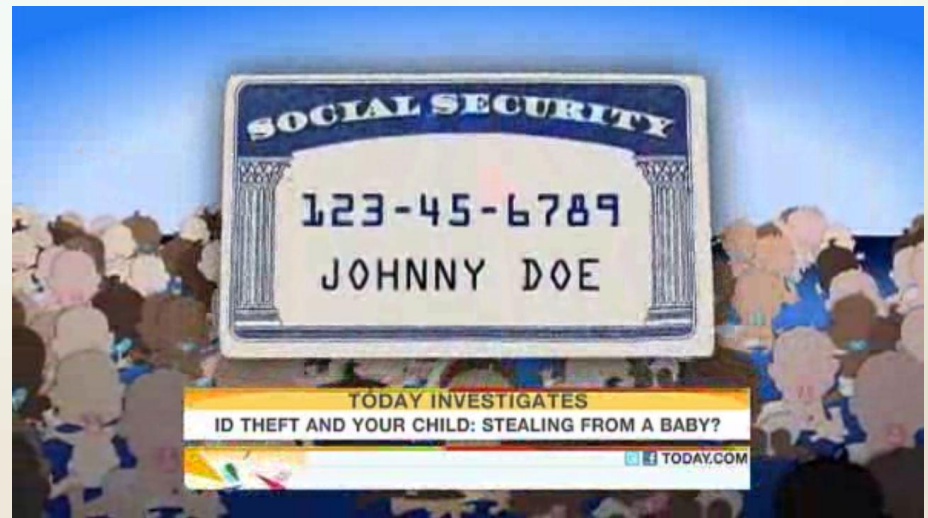 SOCIAL SECURITY
123-45-6789
JOHNNY DOE
TODAY INVESTIGATES
ID THEFT AND YOUR CHILD: STEALING FROM A BABY?
TODAY.COM